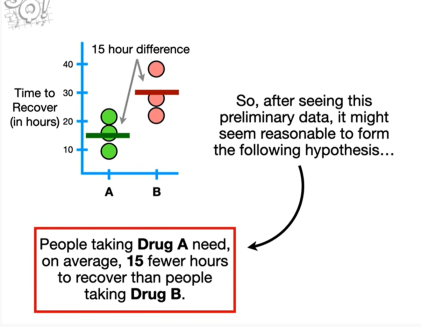 SQ!
15 hour difference
Time to
Recover
(in hours)
40
30
20
10
A
B
So, after seeing this
preliminary data, it might
seem reasonable to form
the following hypothesis...
People taking Drug A need,
on average, 15 fewer hours
to recover than people
taking Drug B.